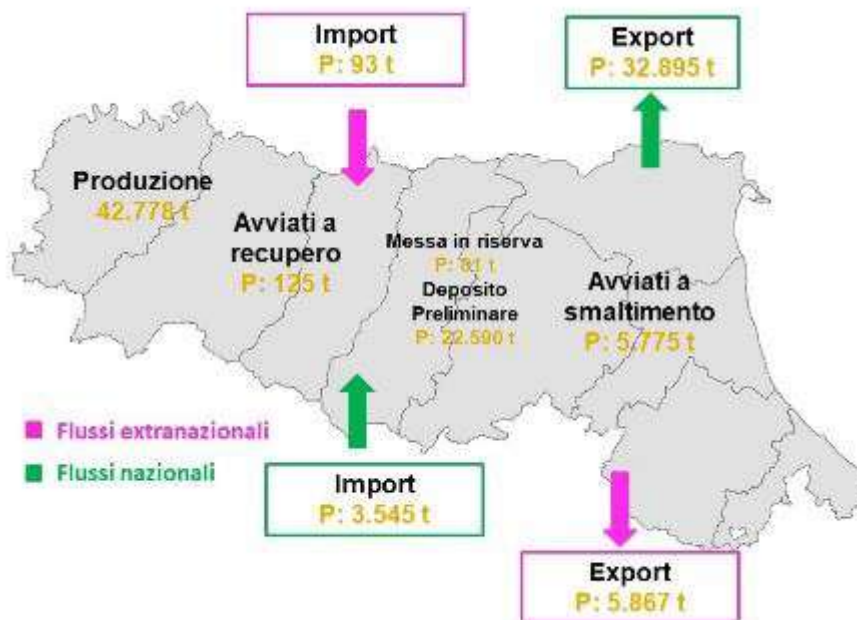 Import
P: 93 t
Export
P: 32.895 t
Produzione
42.778 t
Avviati a
recupero
P: 125 t
Messa in riserva
P: 81 t
Deposito
Preliminare
P: 22.590 t
Avviati a
smaltimento
P: 5.775 t
Flussi extranazionali
Flussi nazionali
Import
P: 3.545 t
Export
P: 5.867 t